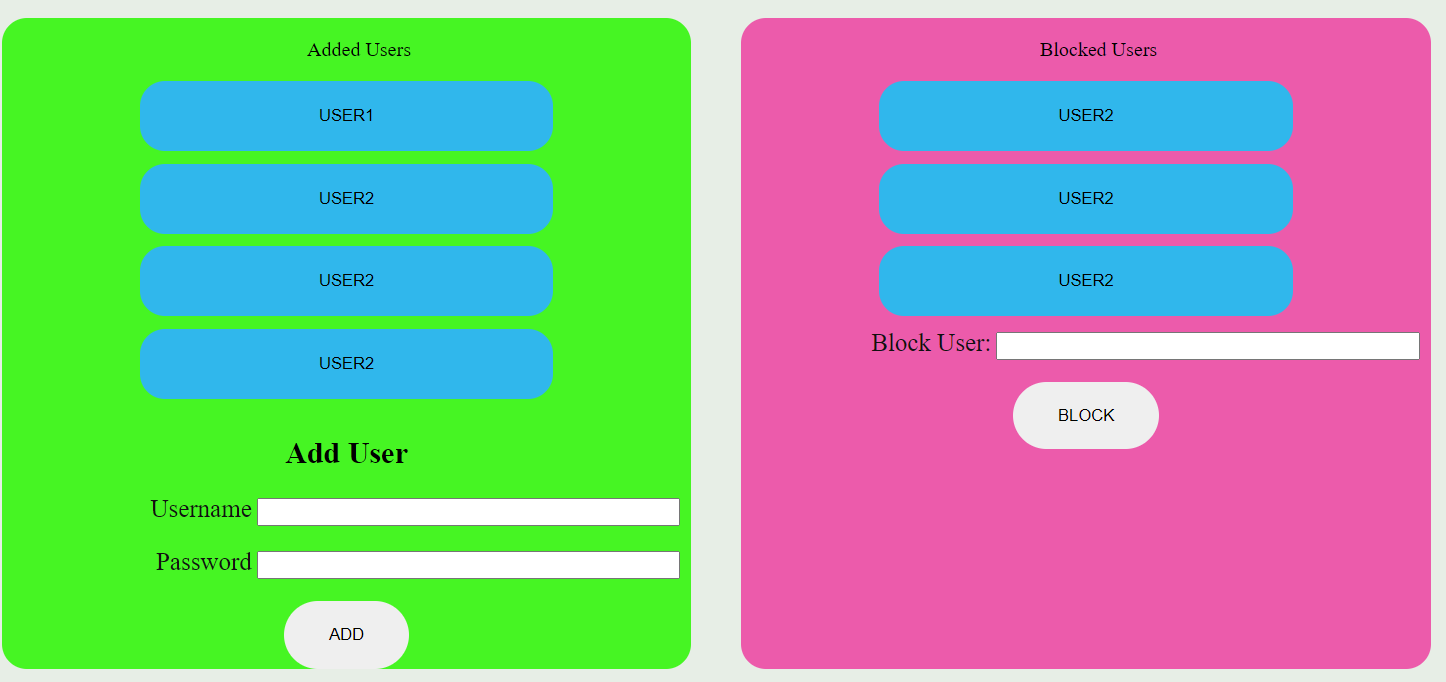 Added Users
USER1
USER2
USER2
USER2
Add User
Username
Password
ADD
Blocked Users
USER2
USER2
USER2
Block User:
BLOCK